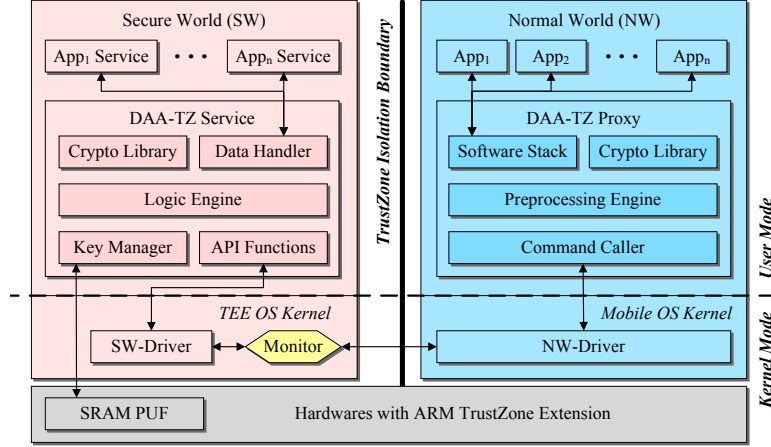 Secure World (SW)
App1 Service
• • •
Appn Service
DAA-TZ Service
Crypto Library
Data Handler
Logic Engine
Key Manager
API Functions
TEE OS Kernel
SW-Driver
Monitor
TrustZone Isolation Boundary
Normal World (NW)
App1
App2
• • •
Appn
DAA-TZ Proxy
Software Stack
Crypto Library
Preprocessing Engine
Command Caller
Mobile OS Kernel
NW-Driver
User Mode
Kernel Mode
SRAM PUF
Hardwares with ARM TrustZone Extension